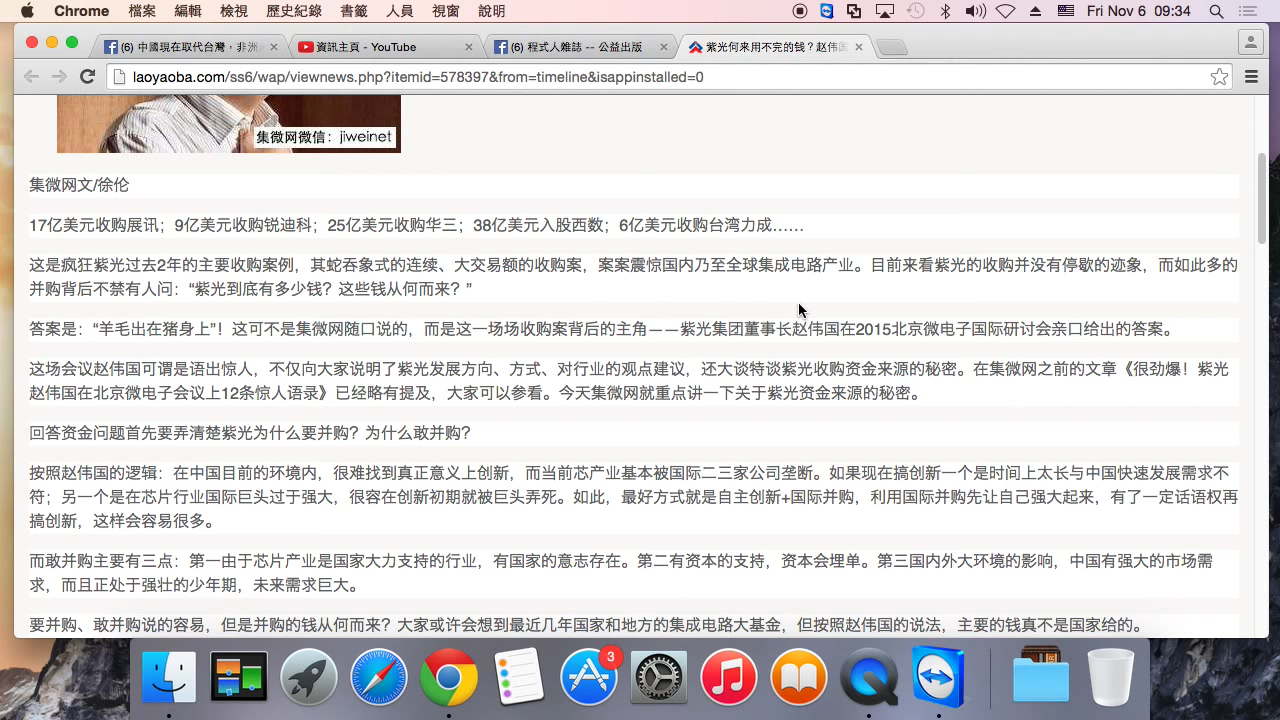 Chrome 檔案 編輯 檢視 歷史紀錄 書籤 人員 視窗 說明 Fri Nov 6 09:34
(6) 中國現在取代台灣，非洲 資訊主頁 - YouTube (6) 程式人雜誌 -- 公益出版 紫光何來用不完的钱？赵伟国
laoyaoba.com/ss6/wap/viewnews.php?itemid=578397&from=timeline&isappinstalled=0
集微网微信：jiweinet
集微网文/徐伦
17亿美元收购展讯；9亿美元收购锐迪科；25亿美元收购华三；38亿美元入股西数；6亿美元收购台湾力成……
这是疯狂紫光过去2年的主要收购案例，其蛇吞象式的连续、大交易额的收购案，案案震惊国内乃至全球集成电路产业。目前来看紫光的收购并没有停歇的迹象，而如此多的
并购背后不禁有人问：“紫光到底有多少钱？这些钱从何而来？”
答案是：“羊毛出在猪身上”！这可不是集微网随口说的，而是这一场场收购案背后的主角——紫光集团董事长赵伟国在2015北京微电子国际研讨会亲口给出的答案。
这场会议赵伟国可谓是语出惊人，不仅向大家说明了紫光发展方向、方式、对行业的观点建议，还大谈特谈紫光收购资金来源的秘密。在集微网之前的文章《很劲爆！紫光
赵伟国在北京微电子会议上12条惊人语录》已经略有提及，大家可以参看。今天集微网就重点讲一下关于紫光资金来源的秘密。
回答资金问题首先要弄清楚紫光为什么要并购？为什么敢并购？
按照赵伟国的逻辑：在中国目前的环境内，很难找到真正意义上创新，而当前芯产业基本被国际二三家公司垄断。如果现在搞创新一个是时间上太长与中国快速发展需求不
符；另一个是在芯片行业国际巨头过于强大，很容在创新初期就被巨头弄死。如此，最好方式就是自主创新+国际并购，利用国际并购先让自己强大起来，有了一定话语权再
搞创新，这样会容易很多。
而敢并购主要有三点：第一由于芯片产业是国家大力支持的行业，有国家的意志存在。第二有资本的支持，资本会埋单。第三国内外大环境的影响，中国有强大的市场需
求，而且正处于强壮的少年期，未来需求巨大。
要并购、敢并购说的容易，但是并购的钱从何而来？大家或许会想到最近几年国家和地方的集成电路大基金，但按照赵伟国的说法，主要的钱真不是国家给的。
3